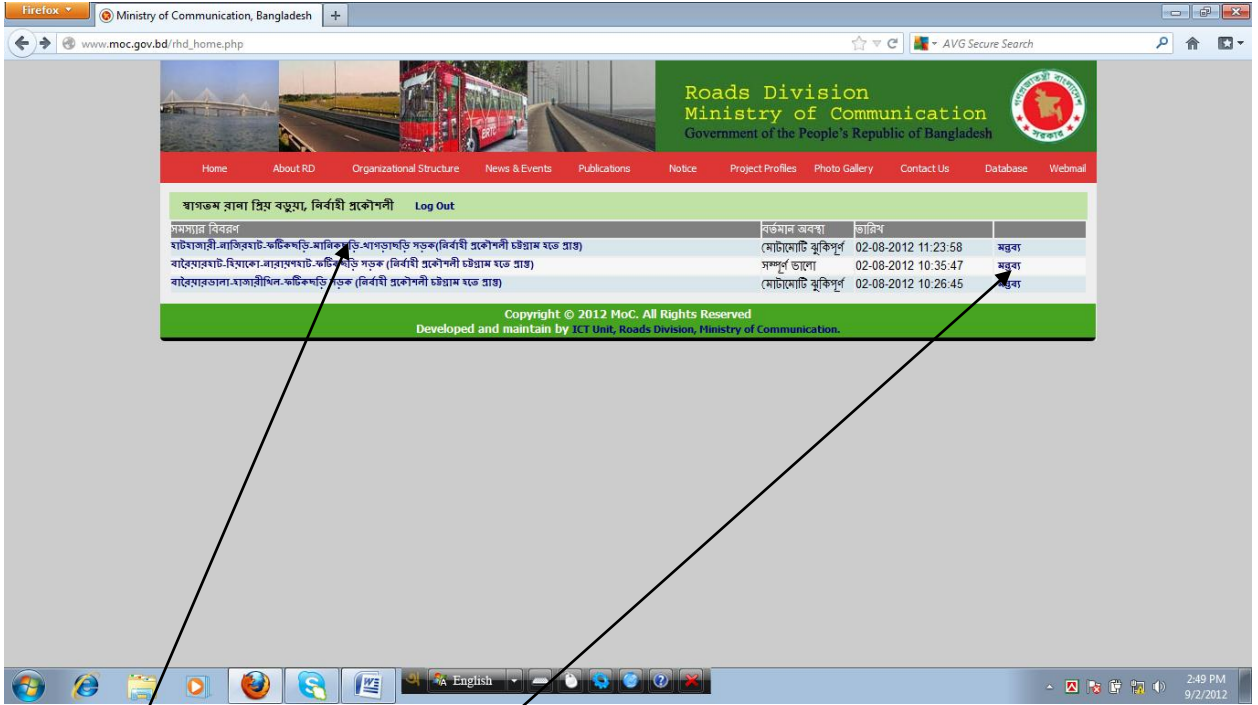 Firefox
Ministry of Communication, Bangladesh
www.moc.gov.bd/rhd_home.php
AVG Secure Search
Roads Division
Ministry of Communication
Government of the People's Republic of Bangladesh
Home About RD Organizational Structure News & Events Publications Notice Project Profiles Photo Gallery Contact Us Database Webmail
স্বাগতম রানা প্রিয় বড়ুয়া, নির্বাহী প্রকৌশলী Log Out
সমস্যার বিবরণ বর্তমান অবস্থা তারিখ
হাটহাজারী-নাজিরহাট-ফটিকছড়ি-মানিকছড়ি-খাগড়াছড়ি সড়ক(নির্বাহী প্রকৌশলী চট্টগ্রাম হতে প্রাপ্ত) মোটামোটি ঝুকিপূর্ণ 02-08-2012 11:23:58 মন্তব্য
বারৈয়ারহাট-হিয়াকো-নারায়ণহাট-ফটিকছড়ি সড়ক (নির্বাহী প্রকৌশলী চট্টগ্রাম হতে প্রাপ্ত) সম্পূর্ণ ভালো 02-08-2012 10:35:47 মন্তব্য
বারৈয়ারঢালা-হাজারীখিল-ফটিকছড়ি সড়ক (নির্বাহী প্রকৌশলী চট্টগ্রাম হতে প্রাপ্ত) মোটামোটি ঝুকিপূর্ণ 02-08-2012 10:26:45 মন্তব্য
Copyright © 2012 MoC. All Rights Reserved
Developed and maintain by ICT Unit, Roads Division, Ministry of Communication.
English
2:49 PM
9/2/2012